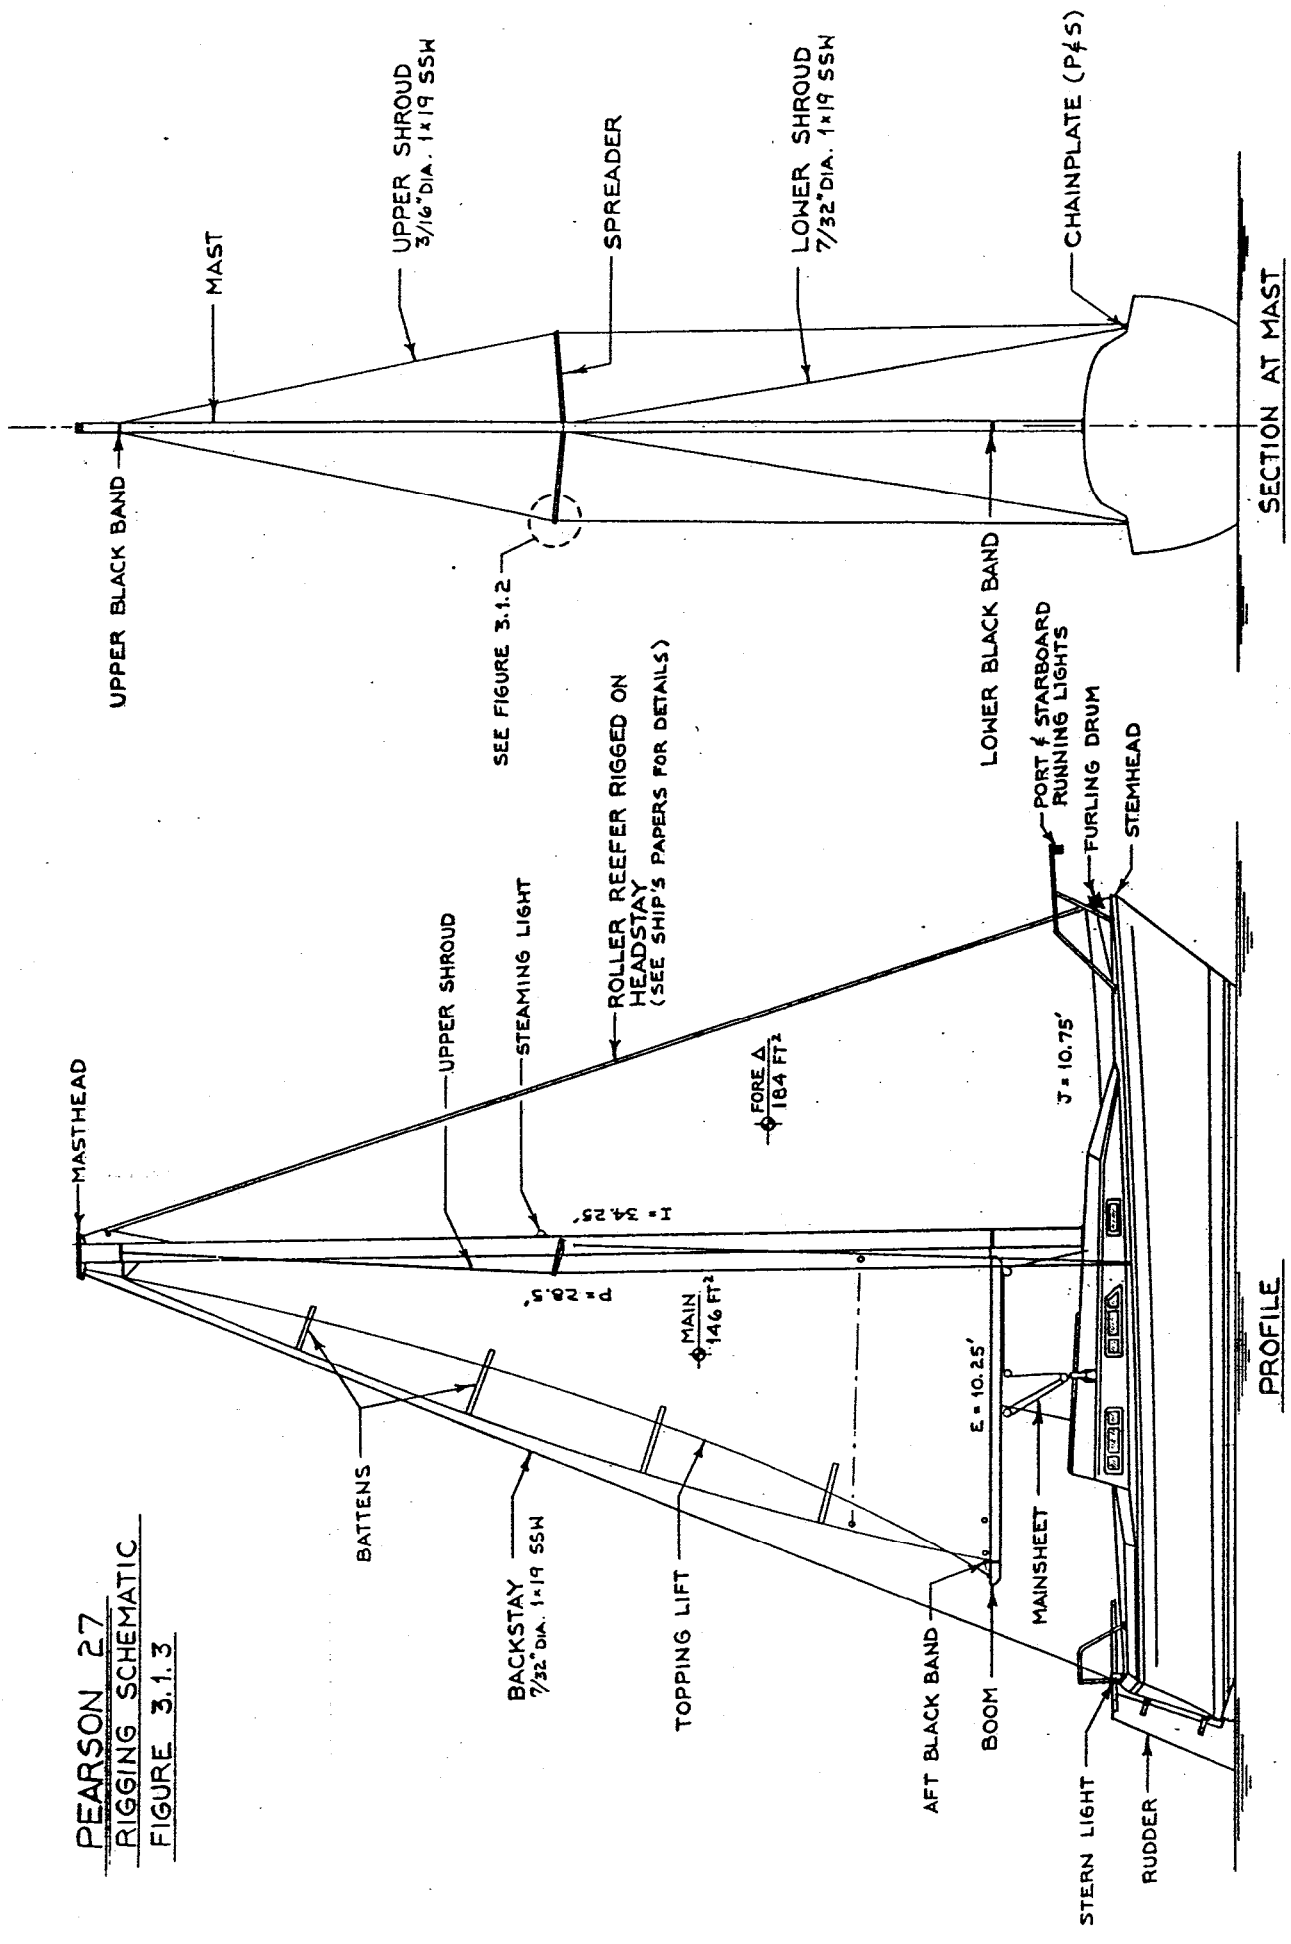 PEARSON 27
RIGGING SCHEMATIC
FIGURE 3.1.3
MASTHEAD
UPPER SHROUD
STEAMING LIGHT
ROLLER REEFER RIGGED ON
HEADSTAY
(SEE SHIP'S PAPERS FOR DETAILS)
BATTENS
BACKSTAY
7/32" DIA. 1x19 SSW
TOPPING LIFT
I = 34.25'
P = 28.5'
MAIN
146 FT²
FORE Δ
184 FT²
E = 10.25'
J = 10.75'
AFT BLACK BAND
BOOM
MAINSHEET
STERN LIGHT
RUDDER
PORT & STARBOARD
RUNNING LIGHTS
FURLING DRUM
STEMHEAD
PROFILE
UPPER BLACK BAND
MAST
UPPER SHROUD
3/16" DIA. 1x19 SSW
SEE FIGURE 3.1.2
SPREADER
LOWER SHROUD
7/32" DIA. 1x19 SSW
LOWER BLACK BAND
CHAINPLATE (P&S)
SECTION AT MAST